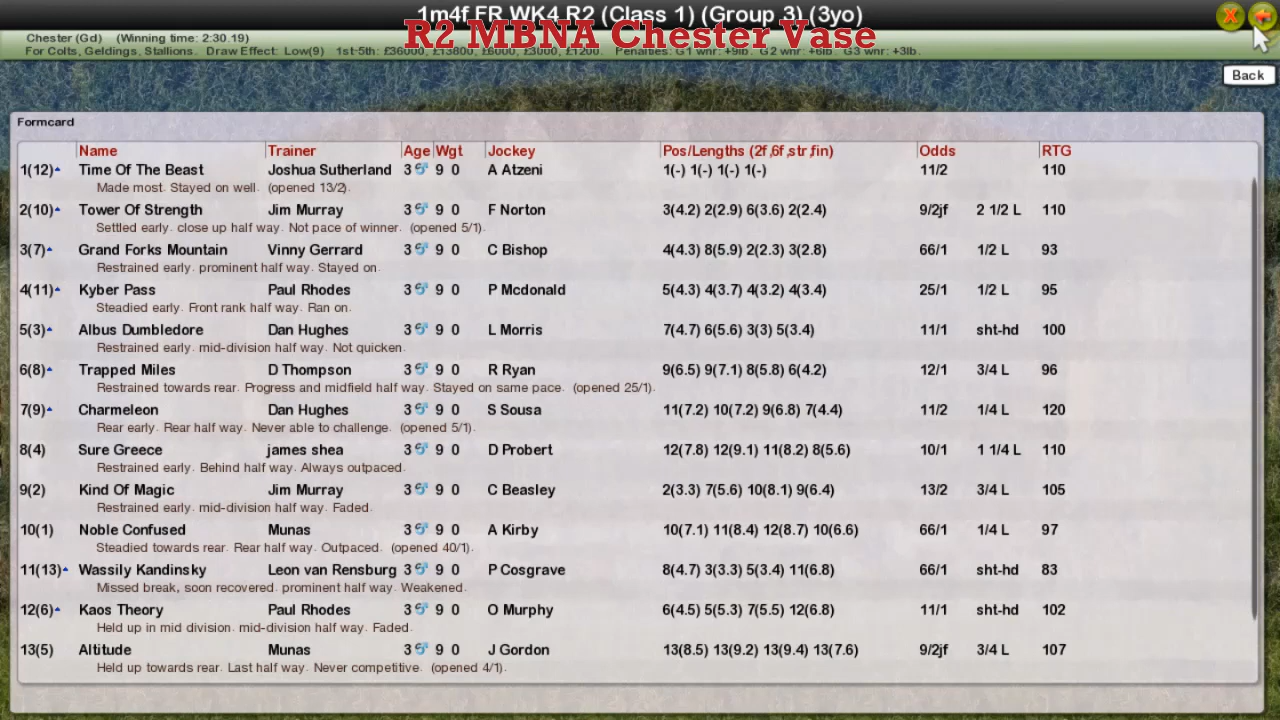 1m4f FR WK4 R2 (Class 1) (Group 3) (3yo)
R2 MBNA Chester Vase
Chester (Gd) (Winning time: 2:30.19)
For Colts, Geldings, Stallions. Draw Effect: Low(9) 1st-5th: £36000, £13800, £6000, £3000, £1200. Penalties: G1 wnr: +9lb. G2 wnr: +6lb. G3 wnr: +3lb.
Back
Formcard
Name Trainer Age Wgt Jockey Pos/Lengths (2f,6f,str,fin) Odds RTG
1(12) Time Of The Beast Joshua Sutherland 3 9 0 A Atzeni 1(-) 1(-) 1(-) 1(-) 11/2 110
Made most. Stayed on well. (opened 13/2).
2(10) Tower Of Strength Jim Murray 3 9 0 F Norton 3(4.2) 2(2.9) 6(3.6) 2(2.4) 9/2jf 2 1/2 L 110
Settled early. close up half way. Not pace of winner. (opened 5/1).
3(7) Grand Forks Mountain Vinny Gerrard 3 9 0 C Bishop 4(4.3) 8(5.9) 2(2.3) 3(2.8) 66/1 1/2 L 93
Restrained early. prominent half way. Stayed on.
4(11) Kyber Pass Paul Rhodes 3 9 0 P Mcdonald 5(4.3) 4(3.7) 4(3.2) 4(3.4) 25/1 1/2 L 95
Steadied early. Front rank half way. Ran on.
5(3) Albus Dumbledore Dan Hughes 3 9 0 L Morris 7(4.7) 6(5.6) 3(3) 5(3.4) 11/1 sht-hd 100
Restrained early. mid-division half way. Not quicken.
6(8) Trapped Miles D Thompson 3 9 0 R Ryan 9(6.5) 9(7.1) 8(5.8) 6(4.2) 12/1 3/4 L 96
Restrained towards rear. Progress and midfield half way. Stayed on same pace. (opened 25/1).
7(9) Charmeleon Dan Hughes 3 9 0 S Sousa 11(7.2) 10(7.2) 9(6.8) 7(4.4) 11/2 1/4 L 120
Rear early. Rear half way. Never able to challenge. (opened 5/1).
8(4) Sure Greece james shea 3 9 0 D Probert 12(7.8) 12(9.1) 11(8.2) 8(5.6) 10/1 1 1/4 L 110
Restrained early. Behind half way. Always outpaced.
9(2) Kind Of Magic Jim Murray 3 9 0 C Beasley 2(3.3) 7(5.6) 10(8.1) 9(6.4) 13/2 3/4 L 105
Restrained early. mid-division half way. Faded.
10(1) Noble Confused Munas 3 9 0 A Kirby 10(7.1) 11(8.4) 12(8.7) 10(6.6) 66/1 1/4 L 97
Steadied towards rear. Rear half way. Outpaced. (opened 40/1).
11(13) Wassily Kandinsky Leon van Rensburg 3 9 0 P Cosgrave 8(4.7) 3(3.3) 5(3.4) 11(6.8) 66/1 sht-hd 83
Missed break, soon recovered. prominent half way. Weakened.
12(6) Kaos Theory Paul Rhodes 3 9 0 O Murphy 6(4.5) 5(5.3) 7(5.5) 12(6.8) 11/1 sht-hd 102
Held up in mid division. mid-division half way. Faded.
13(5) Altitude Munas 3 9 0 J Gordon 13(8.5) 13(9.2) 13(9.4) 13(7.6) 9/2jf 3/4 L 107
Held up towards rear. Last half way. Never competitive. (opened 4/1).